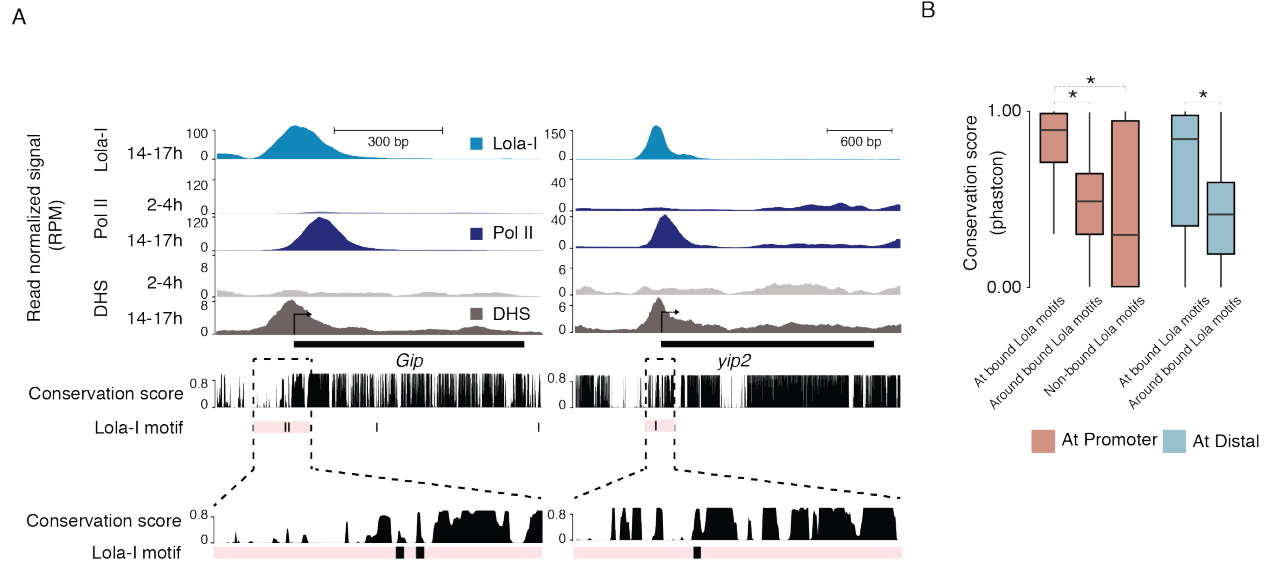 A
B
Read normalized signal
(RPM)
Lola-I
14-17h
100
0
300 bp
Lola-I
150
0
600 bp
Pol II
2-4h
120
0
40
0
14-17h
120
0
Pol II
40
0
DHS
2-4h
8
0
6
0
14-17h
8
0
DHS
6
0
Gip
yip2
Conservation score
0.8
0
0.8
0
Lola-I motif
Conservation score
0.8
0
0.8
0
Lola-I motif
Conservation score
(phastcon)
1.00
0.00
*
*
*
At bound Lola motifs
Around bound Lola motifs
Non-bound Lola motifs
At bound Lola motifs
Around bound Lola motifs
At Promoter
At Distal